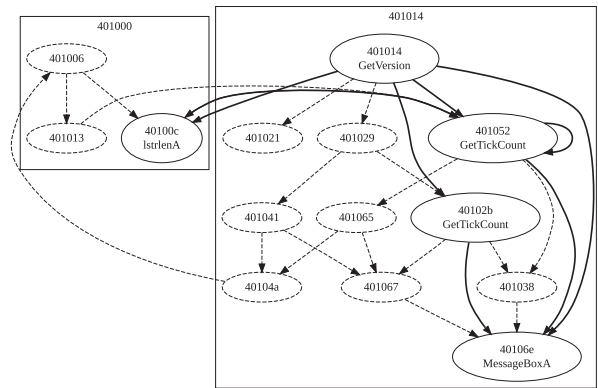 401000
401014
401006
401014
GetVersion
401013
40100c
lstrlenA
401021
401029
401052
GetTickCount
401041
401065
40102b
GetTickCount
40104a
401067
401038
40106e
MessageBoxA